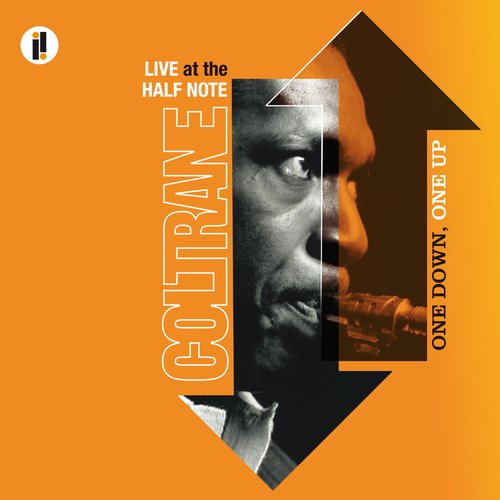 LIVE at the
HALF NOTE
COLTRANE
ONE DOWN, ONE UP